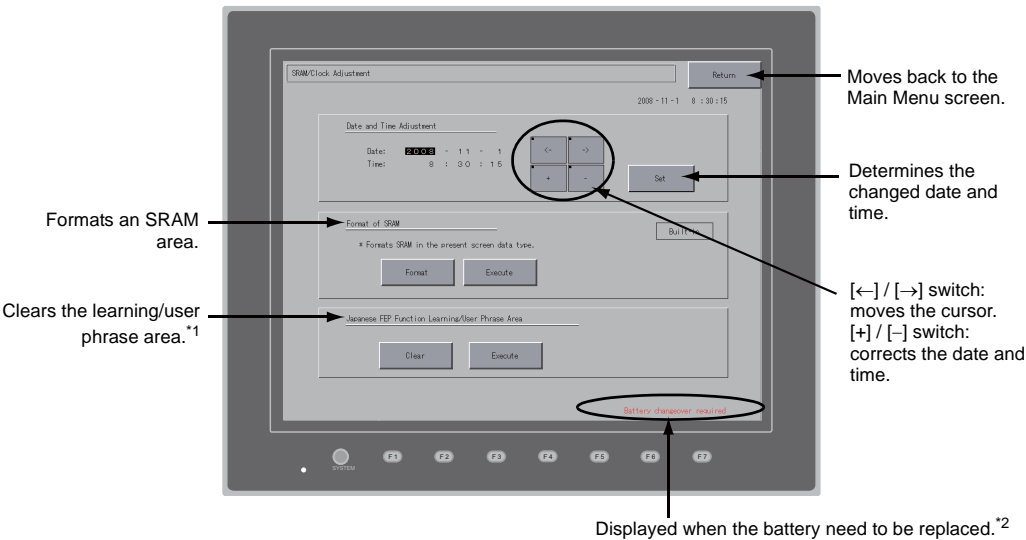 SRAM/Clock Adjustment
Return
2008 - 11 - 1 8 : 30 : 15
Date and Time Adjustment
Date: 2008 - 11 - 1
Time: 8 : 30 : 15
<- ->
+ -
Set
Format of SRAM
Built-in
* Formats SRAM in the present screen data type.
Format Execute
Japanese FEP Function Learning/User Phrase Area
Clear Execute
Battery changeover required
SYSTEM
F1 F2 F3 F4 F5 F6 F7
Moves back to the
Main Menu screen.
Determines the
changed date and
time.
[←] / [→] switch:
moves the cursor.
[+] / [–] switch:
corrects the date and
time.
Formats an SRAM
area.
Clears the learning/user
phrase area.*1
Displayed when the battery need to be replaced.*2